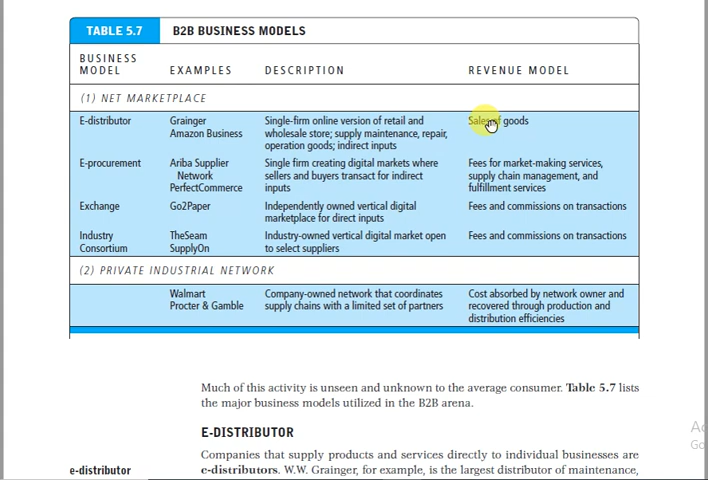 TABLE 5.7 B2B BUSINESS MODELS
BUSINESS
MODEL EXAMPLES DESCRIPTION REVENUE MODEL
(1) NET MARKETPLACE
E-distributor Grainger Single-firm online version of retail and Sales of goods
Amazon Business wholesale store; supply maintenance, repair,
operation goods; indirect inputs
E-procurement Ariba Supplier Single firm creating digital markets where Fees for market-making services,
Network sellers and buyers transact for indirect supply chain management, and
PerfectCommerce inputs fulfillment services
Exchange Go2Paper Independently owned vertical digital Fees and commissions on transactions
marketplace for direct inputs
Industry TheSeam Industry-owned vertical digital market open Fees and commissions on transactions
Consortium SupplyOn to select suppliers
(2) PRIVATE INDUSTRIAL NETWORK
Walmart Company-owned network that coordinates Cost absorbed by network owner and
Procter & Gamble supply chains with a limited set of partners recovered through production and
distribution efficiencies
Much of this activity is unseen and unknown to the average consumer. Table 5.7 lists
the major business models utilized in the B2B arena.
E-DISTRIBUTOR
Companies that supply products and services directly to individual businesses are
e-distributor e-distributors. W.W. Grainger, for example, is the largest distributor of maintenance,